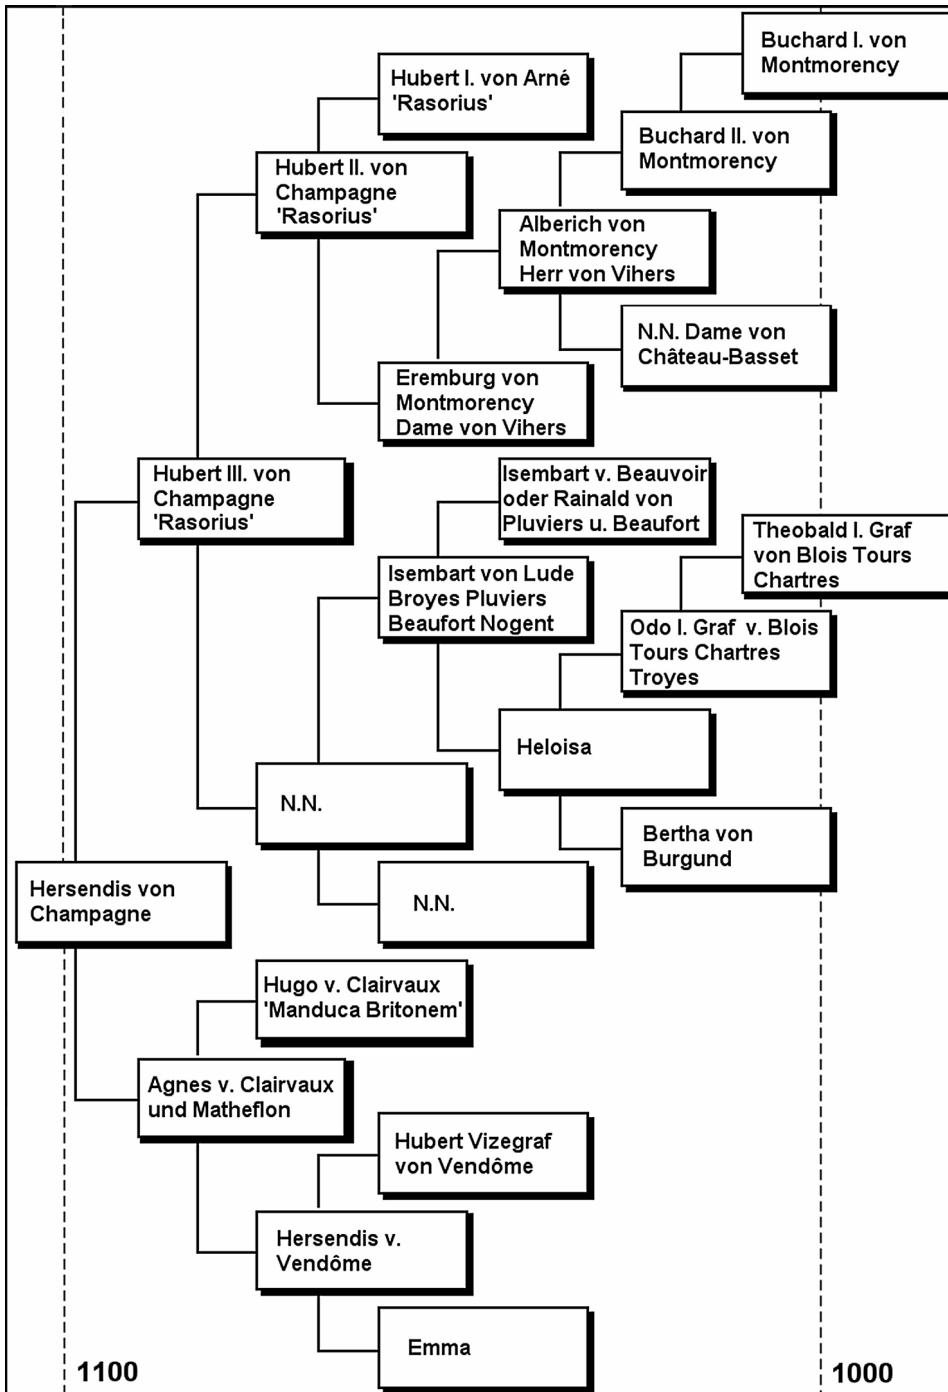 Buchard I. von
Montmorency
Hubert I. von Arné
'Rasorius'
Buchard II. von
Montmorency
Hubert II. von
Champagne
'Rasorius'
Alberich von
Montmorency
Herr von Vihers
N.N. Dame von
Château-Basset
Eremburg von
Montmorency
Dame von Vihers
Hubert III. von
Champagne
'Rasorius'
Isembart v. Beauvoir
oder Rainald von
Pluviers u. Beaufort
Theobald I. Graf
von Blois Tours
Chartres
Isembart von Lude
Broyes Pluviers
Beaufort Nogent
Odo I. Graf v. Blois
Tours Chartres
Troyes
Heloisa
N.N.
Bertha von
Burgund
Hersendis von
Champagne
N.N.
Hugo v. Clairvaux
'Manduca Britonem'
Agnes v. Clairvaux
und Matheflon
Hubert Vizegraf
von Vendôme
Hersendis v.
Vendôme
Emma
1100
1000